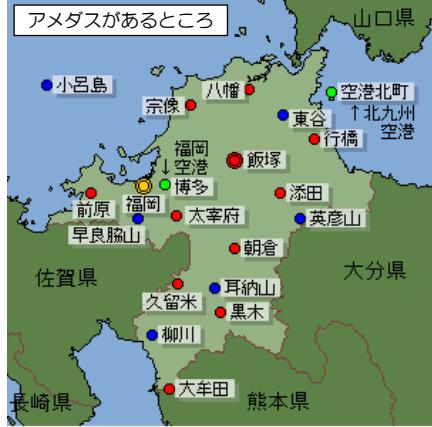 アメダスがあるところ
山口県
小呂島
八幡
空港北町
宗像
↑北九州
空港
東谷
行橋
福岡
↓空港
飯塚
博多
前原
福岡
添田
太宰府
英彦山
早良脇山
朝倉
佐賀県
大分県
久留米
耳納山
黒木
柳川
大牟田
長崎県
熊本県